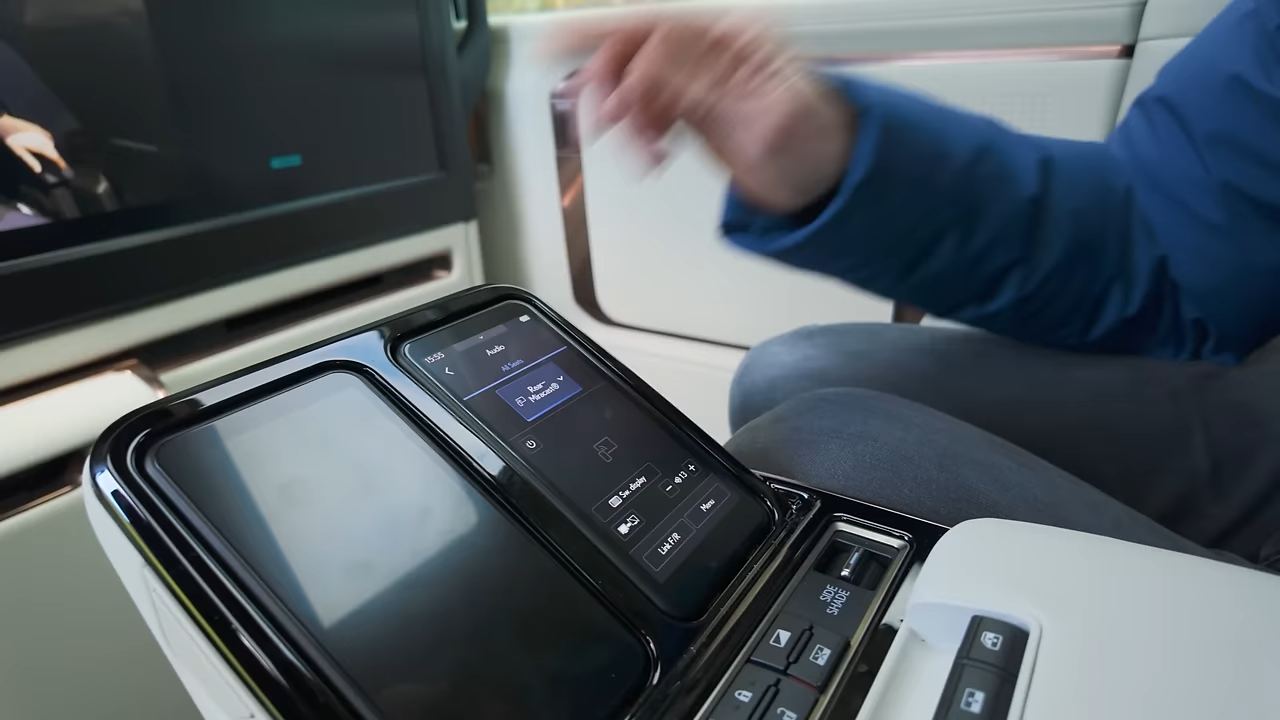 15:55
Audio
All Seats
Rear
Miracast®
Sw. display
13
Link F/R
Menu
SIDE
SHADE